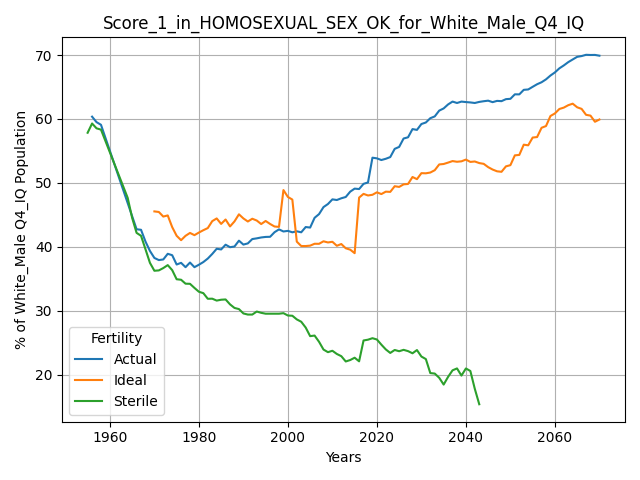 Score_1_in_HOMOSEXUAL_SEX_OK_for_White_Male_Q4_IQ
% of White_Male Q4_IQ Population
70
60
50
40
30
20
Fertility
Actual
Ideal
Sterile
1960 1980 2000 2020 2040 2060
Years